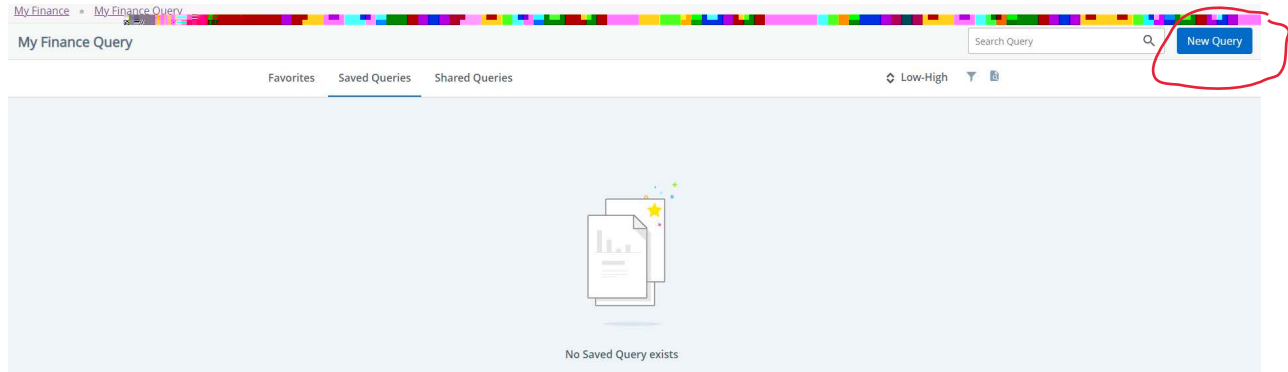 My Finance • My Finance Query
My Finance Query
Search Query
New Query
Favorites Saved Queries Shared Queries
Low-High
No Saved Query exists